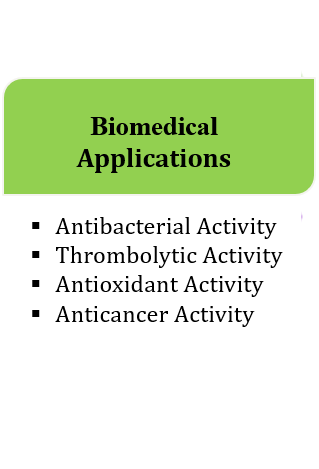 Biomedical
Applications
▪ Antibacterial Activity
▪ Thrombolytic Activity
▪ Antioxidant Activity
▪ Anticancer Activity